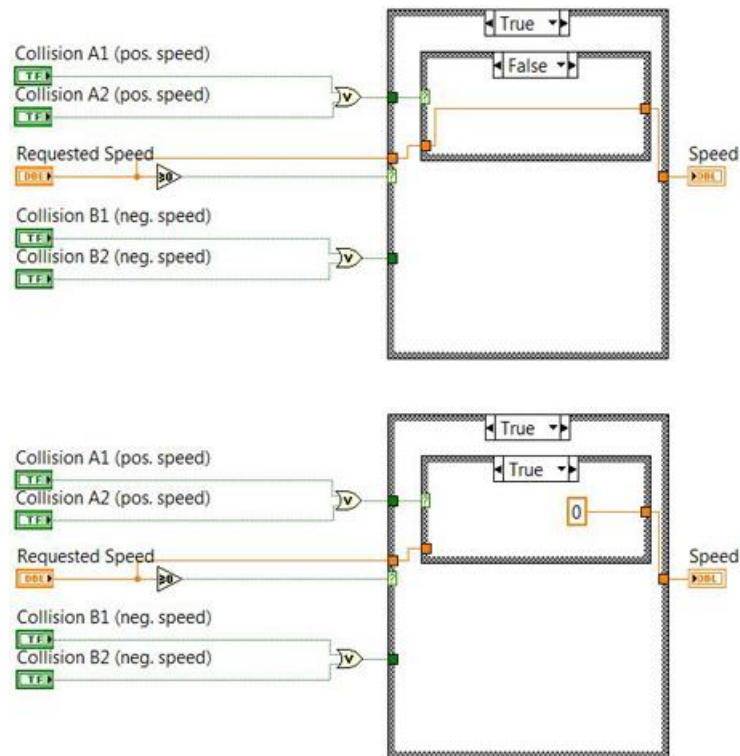 True
Collision A1 (pos. speed)
False
TF
Collision A2 (pos. speed)
V
TF
Requested Speed
Speed
DBL
≥0
?
DBL
Collision B1 (neg. speed)
TF
Collision B2 (neg. speed)
V
TF
True
Collision A1 (pos. speed)
True
TF
Collision A2 (pos. speed)
V
?
0
TF
Requested Speed
Speed
DBL
≥0
?
DBL
Collision B1 (neg. speed)
TF
Collision B2 (neg. speed)
V
TF